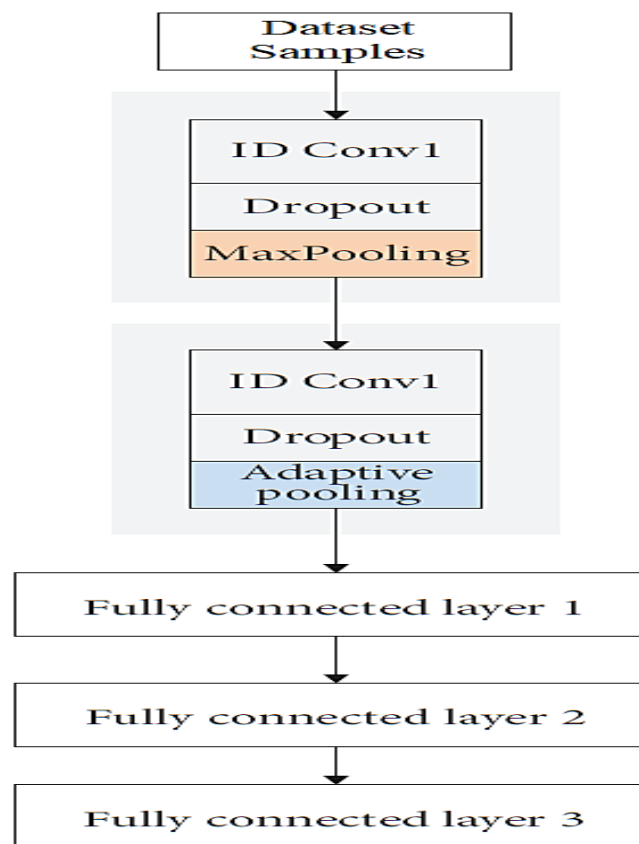 Dataset
Samples
ID Conv1
Dropout
MaxPooling
ID Conv1
Dropout
Adaptive
pooling
Fully connected layer 1
Fully connected layer 2
Fully connected layer 3